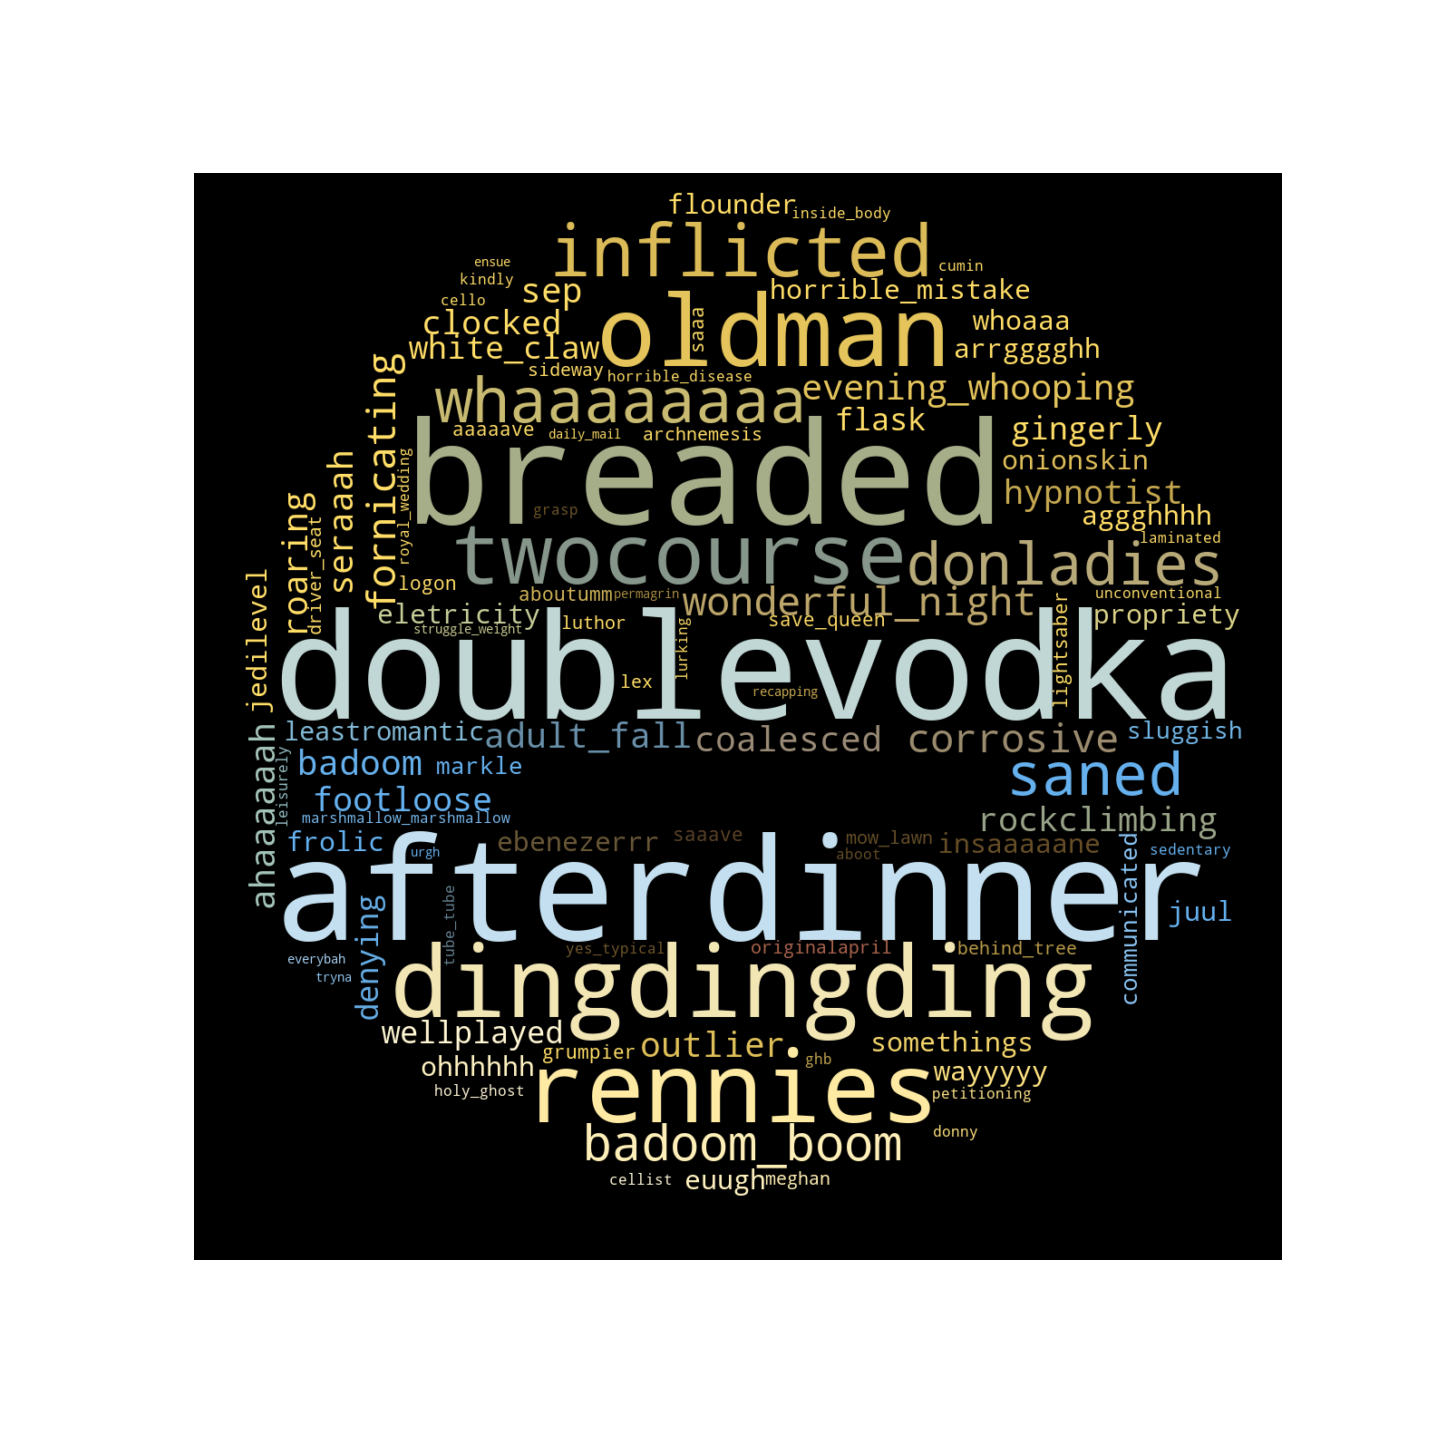 flounder
inside_body
inflicted
ensue
cumin
kindly
sep
horrible_mistake
cello
oldman
saaa
clocked
whoaaa
white_claw
arrgggghh
sideway
horrible_disease
fornicating
whaaaaaaaa
evening_whooping
flask
aaaaave
daily_mail
archnemesis
gingerly
breaded
seraaah
royal_wedding
onionskin
hypnotist
roaring
driver_seat
grasp
aggghhhh
laminated
twocourse
donladies
jedilevel
logon
aboutumm
permagrin
wonderful_night
unconventional
eletricity
struggle_weight
luthor
lurking
save_queen
lightsaber
propriety
doublevodka
lex
recapping
ahaaaaaah
leisurely
leastromantic
adult_fall
coalesced
corrosive
sluggish
badoom
markle
saned
footloose
marshmallow_marshmallow
rockclimbing
frolic
urgh
ebenezerrr
saaave
mow_lawn
aboot
insaaaaane
communicated
sedentary
afterdinner
denying
tube_tube
juul
everybah
yes_typical
originalapril
behind_tree
tryna
dingdingding
wellplayed
grumpier
outlier
somethings
ohhhhhh
ghb
wayyyyy
holy_ghost
rennies
petitioning
badoom_boom
donny
cellist
euugh
meghan